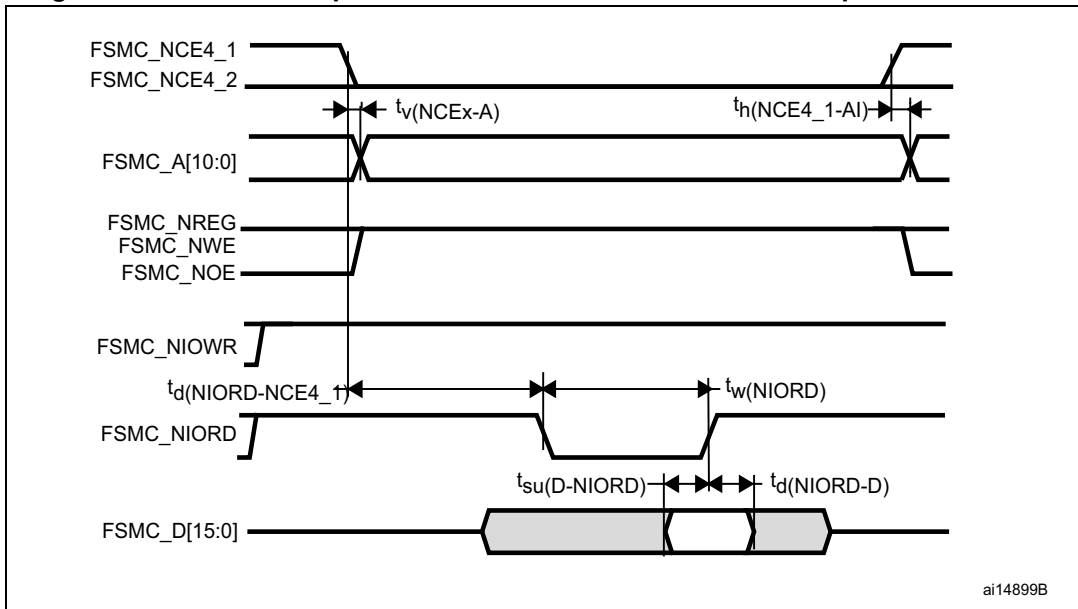 FSMC_NCE4_1
FSMC_NCE4_2
tv(NCEx-A)
th(NCE4_1-AI)
FSMC_A[10:0]
FSMC_NREG
FSMC_NWE
FSMC_NOE
FSMC_NIOWR
td(NIORD-NCE4_1)
tw(NIORD)
FSMC_NIORD
tsu(D-NIORD)
td(NIORD-D)
FSMC_D[15:0]
ai14899B